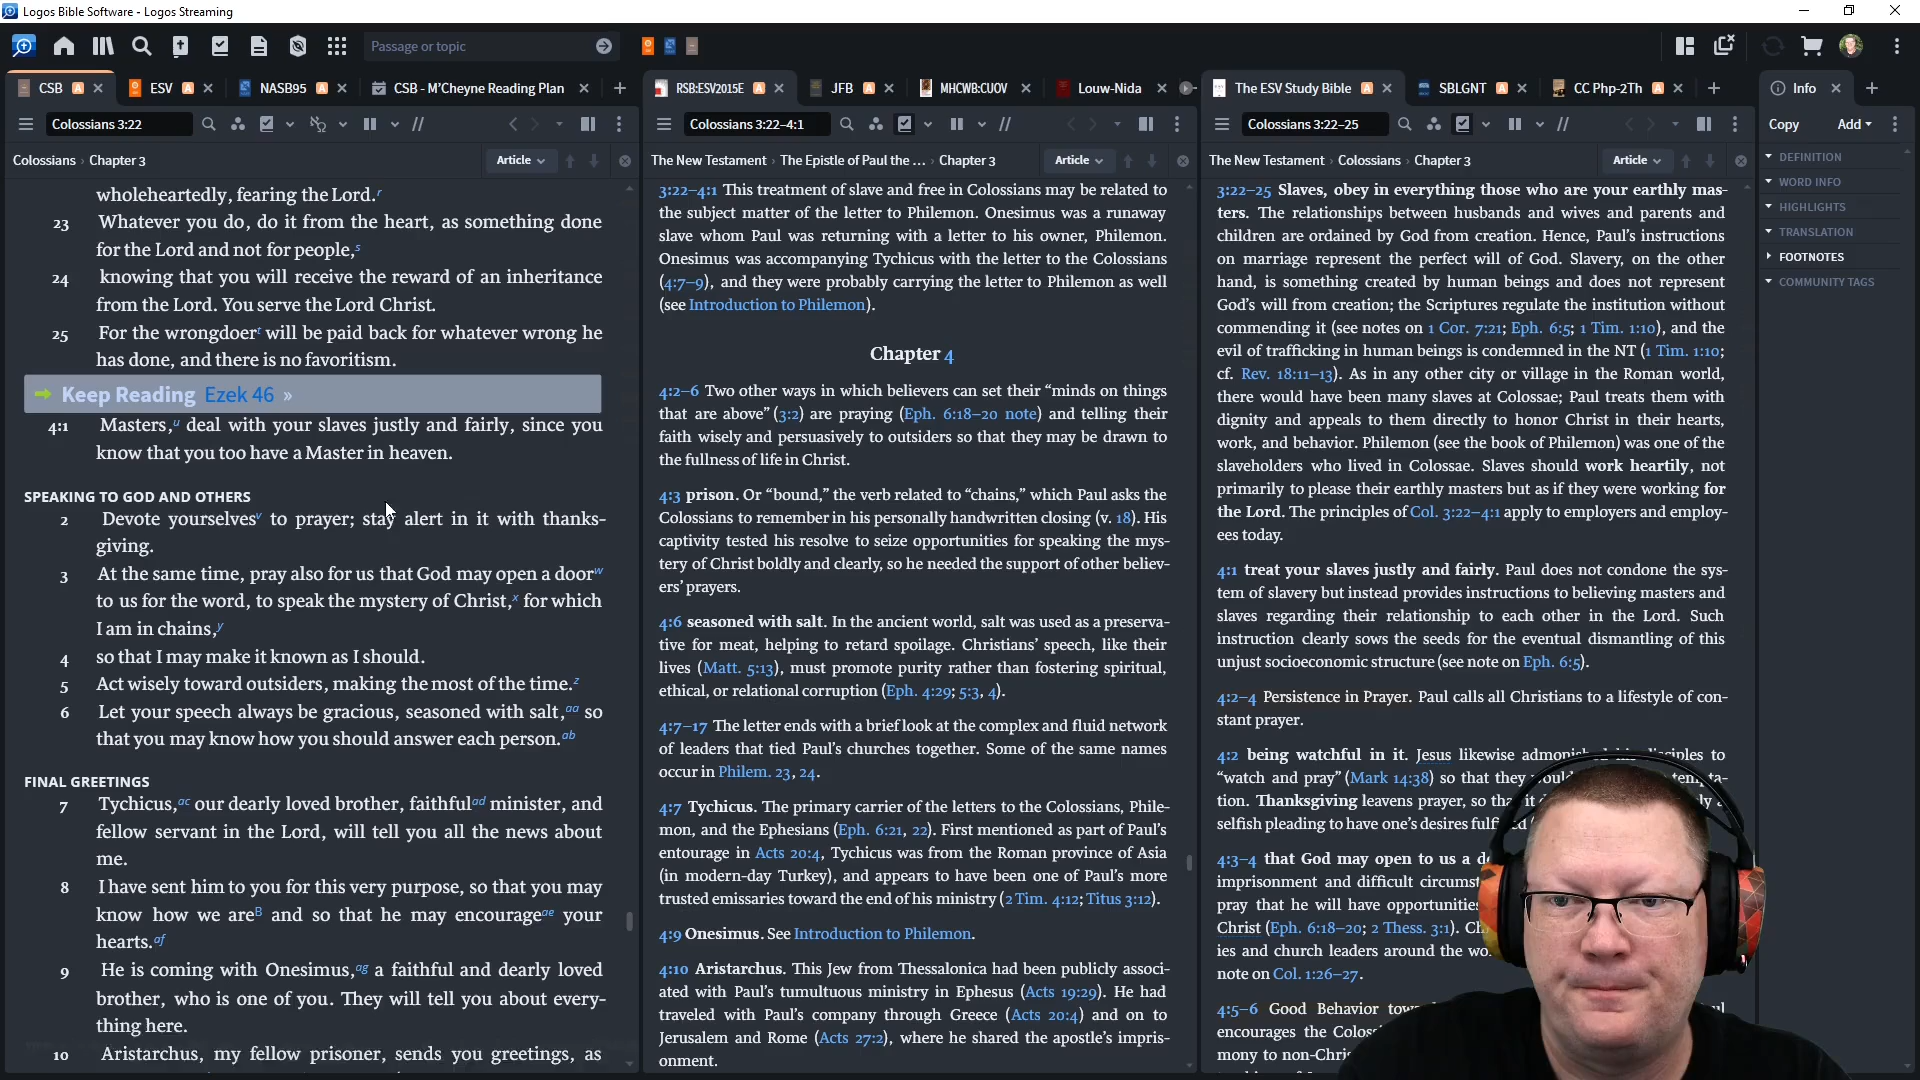 Logos Bible Software - Logos Streaming
Passage or topic
CSB A
ESV A
NASB95 A
CSB - M'Cheyne Reading Plan
RSB:ESV2015E A
JFB A
MHCWB:CUOV
Louw-Nida
The ESV Study Bible A
SBLGNT A
CC Php-2Th A
Info
Colossians 3:22
Colossians 3:22–4:1
Colossians 3:22–25
Copy
Add
Colossians › Chapter 3
Article
wholeheartedly, fearing the Lord.r
23 Whatever you do, do it from the heart, as something done
for the Lord and not for people,s
24 knowing that you will receive the reward of an inheritance
from the Lord. You serve the Lord Christ.
25 For the wrongdoert will be paid back for whatever wrong he
has done, and there is no favoritism.
Keep Reading Ezek 46 »
4:1 Masters,u deal with your slaves justly and fairly, since you
know that you too have a Master in heaven.
SPEAKING TO GOD AND OTHERS
2 Devote yourselvesv to prayer; stay alert in it with thanks-
giving.
3 At the same time, pray also for us that God may open a doorw
to us for the word, to speak the mystery of Christ,x for which
I am in chains,y
4 so that I may make it known as I should.
5 Act wisely toward outsiders, making the most of the time.z
6 Let your speech always be gracious, seasoned with salt,aa so
that you may know how you should answer each person.ab
FINAL GREETINGS
7 Tychicus,ac our dearly loved brother, faithfulad minister, and
fellow servant in the Lord, will tell you all the news about
me.
8 I have sent him to you for this very purpose, so that you may
know how we areB and so that he may encourageae your
hearts.af
9 He is coming with Onesimus,ag a faithful and dearly loved
brother, who is one of you. They will tell you about every-
thing here.
10 Aristarchus, my fellow prisoner, sends you greetings, as
The New Testament › The Epistle of Paul the ... › Chapter 3
Article
3:22–4:1 This treatment of slave and free in Colossians may be related to
the subject matter of the letter to Philemon. Onesimus was a runaway
slave whom Paul was returning with a letter to his owner, Philemon.
Onesimus was accompanying Tychicus with the letter to the Colossians
(4:7–9), and they were probably carrying the letter to Philemon as well
(see Introduction to Philemon).
Chapter 4
4:2–6 Two other ways in which believers can set their “minds on things
that are above” (3:2) are praying (Eph. 6:18–20 note) and telling their
faith wisely and persuasively to outsiders so that they may be drawn to
the fullness of life in Christ.
4:3 prison. Or “bound,” the verb related to “chains,” which Paul asks the
Colossians to remember in his personally handwritten closing (v. 18). His
captivity tested his resolve to seize opportunities for speaking the mys-
tery of Christ boldly and clearly, so he needed the support of other believ-
ers’ prayers.
4:6 seasoned with salt. In the ancient world, salt was used as a preserva-
tive for meat, helping to retard spoilage. Christians’ speech, like their
lives (Matt. 5:13), must promote purity rather than fostering spiritual,
ethical, or relational corruption (Eph. 4:29; 5:3, 4).
4:7–17 The letter ends with a brief look at the complex and fluid network
of leaders that tied Paul’s churches together. Some of the same names
occur in Philem. 23, 24.
4:7 Tychicus. The primary carrier of the letters to the Colossians, Phile-
mon, and the Ephesians (Eph. 6:21, 22). First mentioned as part of Paul’s
entourage in Acts 20:4, Tychicus was from the Roman province of Asia
(in modern-day Turkey), and appears to have been one of Paul’s more
trusted emissaries toward the end of his ministry (2 Tim. 4:12; Titus 3:12).
4:9 Onesimus. See Introduction to Philemon.
4:10 Aristarchus. This Jew from Thessalonica had been publicly associ-
ated with Paul’s tumultuous ministry in Ephesus (Acts 19:29). He had
traveled with Paul’s company through Greece (Acts 20:4) and on to
Jerusalem and Rome (Acts 27:2), where he shared the apostle’s impris-
onment.
The New Testament › Colossians › Chapter 3
Article
3:22–25 Slaves, obey in everything those who are your earthly mas-
ters. The relationships between husbands and wives and parents and
children are ordained by God from creation. Hence, Paul’s instructions
on marriage represent the perfect will of God. Slavery, on the other
hand, is something created by human beings and does not represent
God’s will from creation; the Scriptures regulate the institution without
commending it (see notes on 1 Cor. 7:21; Eph. 6:5; 1 Tim. 1:10), and the
evil of trafficking in human beings is condemned in the NT (1 Tim. 1:10;
cf. Rev. 18:11–13). As in any other city or village in the Roman world,
there would have been many slaves at Colossae; Paul treats them with
dignity and appeals to them directly to honor Christ in their hearts,
work, and behavior. Philemon (see the book of Philemon) was one of the
slaveholders who lived in Colossae. Slaves should work heartily, not
primarily to please their earthly masters but as if they were working for
the Lord. The principles of Col. 3:22–4:1 apply to employers and employ-
ees today.
4:1 treat your slaves justly and fairly. Paul does not condone the sys-
tem of slavery but instead provides instructions to believing masters and
slaves regarding their relationship to each other in the Lord. Such
instruction clearly sows the seeds for the eventual dismantling of this
unjust socioeconomic structure (see note on Eph. 6:5).
4:2–4 Persistence in Prayer. Paul calls all Christians to a lifestyle of con-
stant prayer.
4:2 being watchful in it. Jesus likewise admonished his disciples to
“watch and pray” (Mark 14:38) so that they would
tion. Thanksgiving leavens prayer, so that it
selfish pleading to have one’s desires
4:3–4 that God may open to us a
imprisonment and difficult
pray that he will have opportunities
Christ (Eph. 6:18–20; 2 Thess. 3:1).
ies and church leaders around the
note on Col. 1:26–27.
4:5–6 Good Behavior
encourages the
mony to
DEFINITION
WORD INFO
HIGHLIGHTS
TRANSLATION
FOOTNOTES
COMMUNITY TAGS